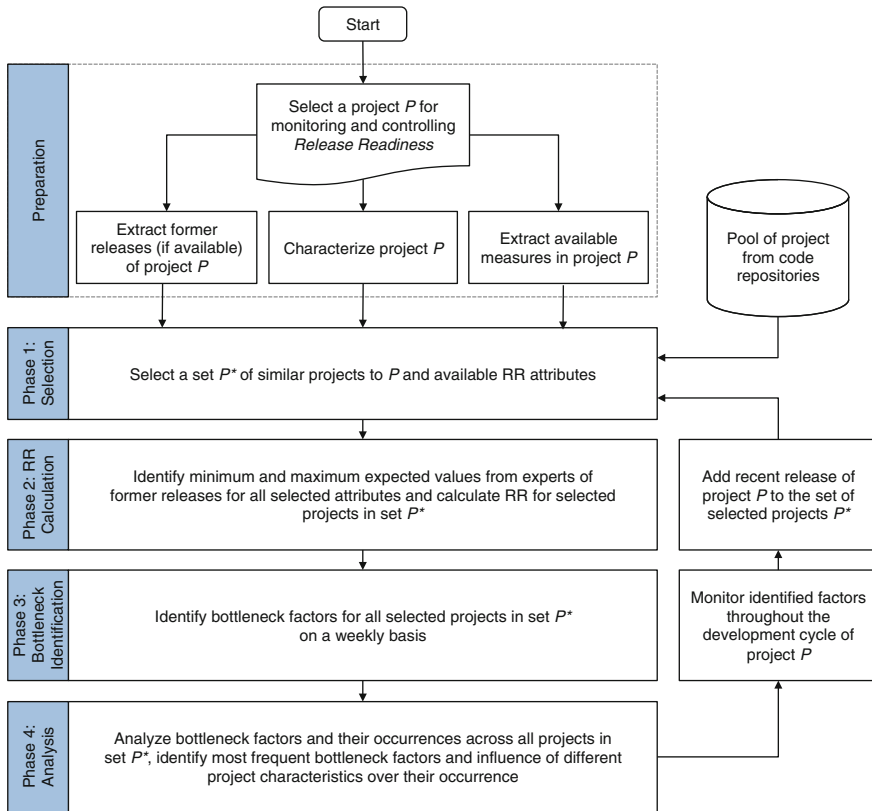 Start
Preparation
Select a project P for
monitoring and controlling
Release Readiness
Extract former
releases (if available)
of project P
Characterize project P
Extract available
measures in project P
Pool of project
from code
repositories
Phase 1:
Selection
Select a set P* of similar projects to P and available RR attributes
Phase 2: RR
Calculation
Identify minimum and maximum expected values from experts of
former releases for all selected attributes and calculate RR for selected
projects in set P*
Add recent release of
project P to the set of
selected projects P*
Phase 3:
Bottleneck
Identification
Identify bottleneck factors for all selected projects in set P*
on a weekly basis
Monitor identified factors
throughout the
development cycle of
project P
Phase 4:
Analysis
Analyze bottleneck factors and their occurrences across all projects in
set P*, identify most frequent bottleneck factors and influence of different
project characteristics over their occurrence